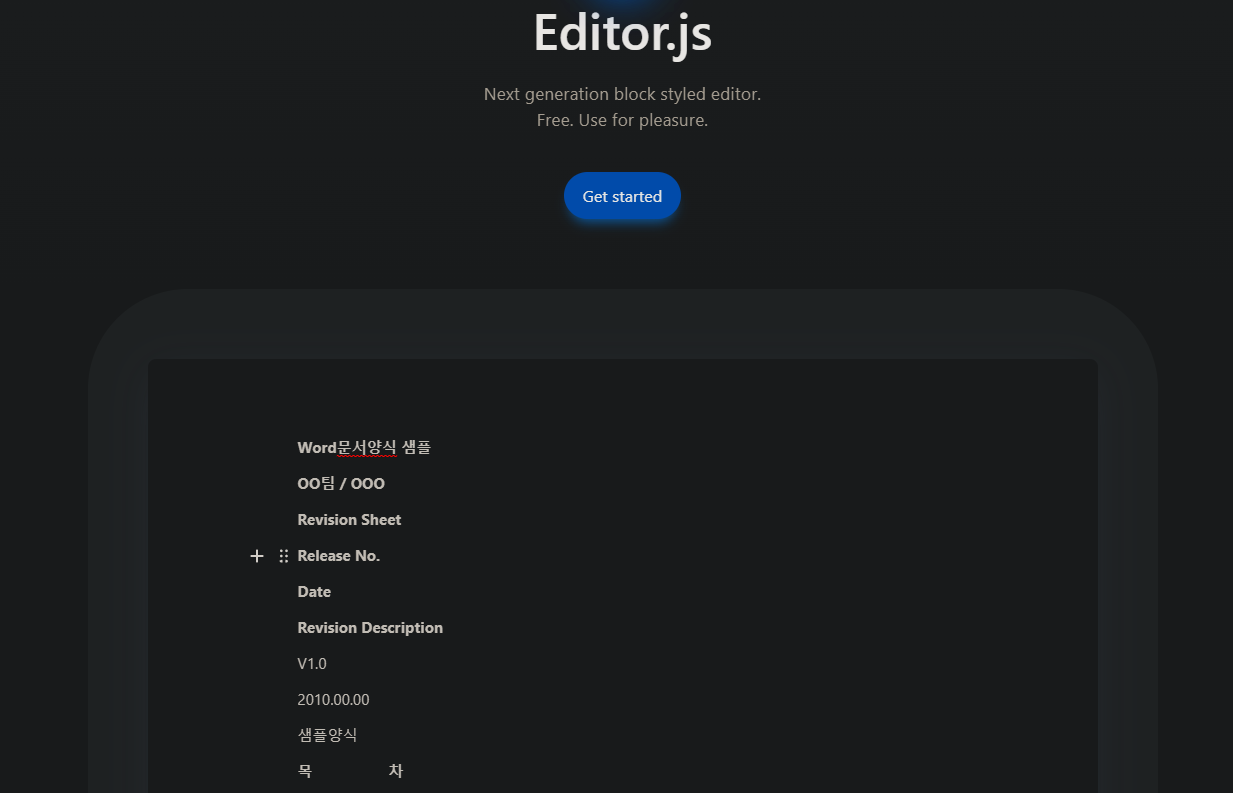 Editor.js
Next generation block styled editor.
Free. Use for pleasure.
Get started
Word문서양식 샘플
OO팀 / OOO
Revision Sheet
Release No.
Date
Revision Description
V1.0
2010.00.00
샘플양식
목 차